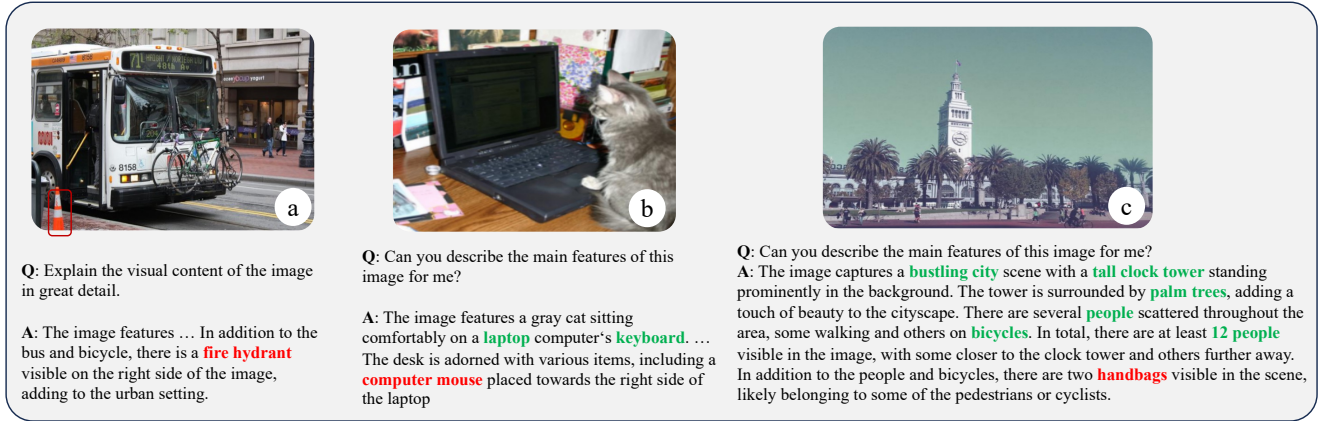 71L
48th Av
yogurt
8158
a
b
c
Q: Explain the visual content of the image
in great detail.
A: The image features … In addition to the
bus and bicycle, there is a fire hydrant
visible on the right side of the image,
adding to the urban setting.
Q: Can you describe the main features of this
image for me?
A: The image features a gray cat sitting
comfortably on a laptop computer‘s keyboard. …
The desk is adorned with various items, including a
computer mouse placed towards the right side of
the laptop
Q: Can you describe the main features of this image for me?
A: The image captures a bustling city scene with a tall clock tower standing
prominently in the background. The tower is surrounded by palm trees, adding a
touch of beauty to the cityscape. There are several people scattered throughout the
area, some walking and others on bicycles. In total, there are at least 12 people
visible in the image, with some closer to the clock tower and others further away.
In addition to the people and bicycles, there are two handbags visible in the scene,
likely belonging to some of the pedestrians or cyclists.